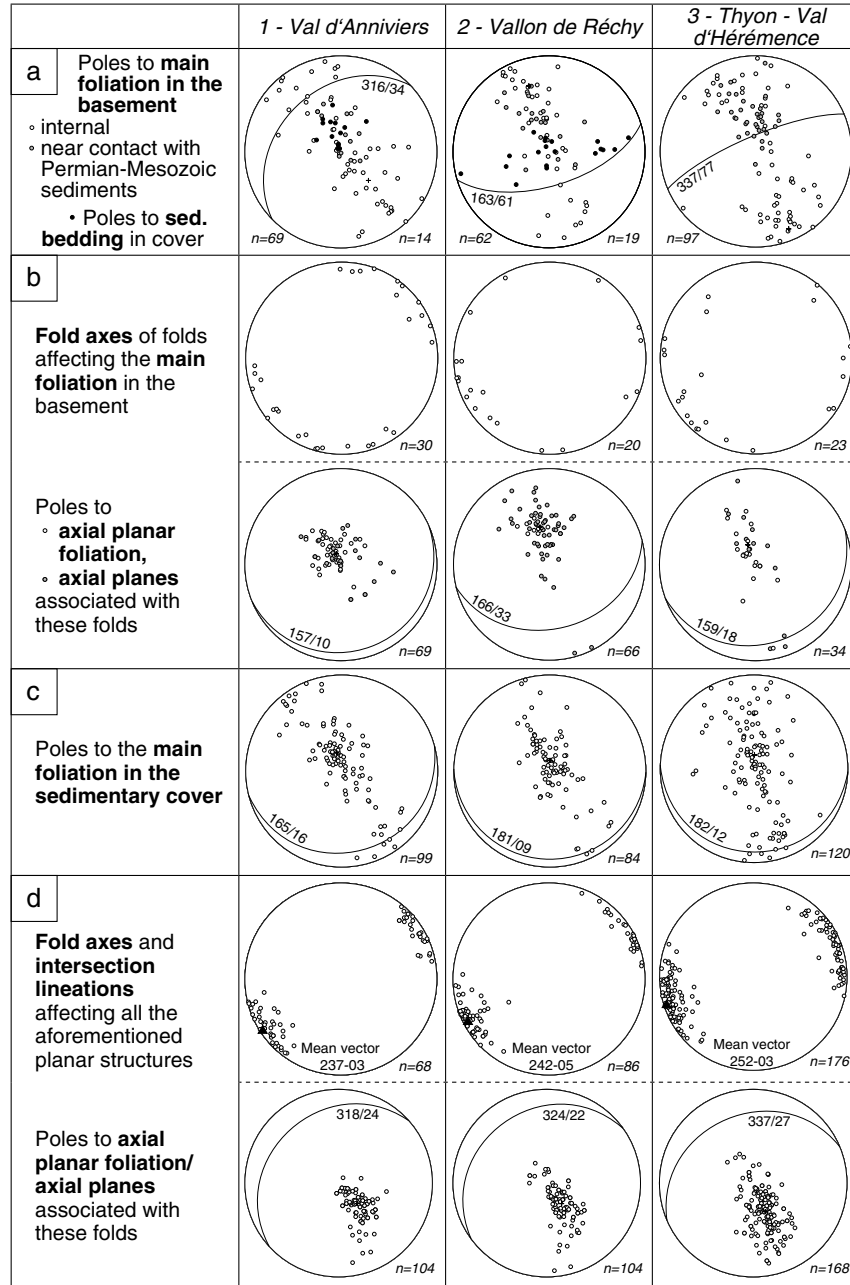 1 - Val d'Anniviers
2 - Vallon de Réchy
3 - Thyon - Val
d'Hérémence
a
Poles to main
foliation in the
basement
◦ internal
◦ near contact with
Permian-Mesozoic
sediments
• Poles to sed.
bedding in cover
316/34
n=69
n=14
163/61
n=62
n=19
337/77
n=97
b
Fold axes of folds
affecting the main
foliation in the
basement
n=30
n=20
n=23
Poles to
◦ axial planar
foliation,
◦ axial planes
associated with
these folds
157/10
n=69
166/33
n=66
159/18
n=34
c
Poles to the main
foliation in the
sedimentary cover
165/16
n=99
181/09
n=84
182/12
n=120
d
Fold axes and
intersection
lineations
affecting all the
aforementioned
planar structures
Mean vector
237-03
n=68
Mean vector
242-05
n=86
Mean vector
252-03
n=176
Poles to axial
planar foliation/
axial planes
associated with
these folds
318/24
n=104
324/22
n=104
337/27
n=168